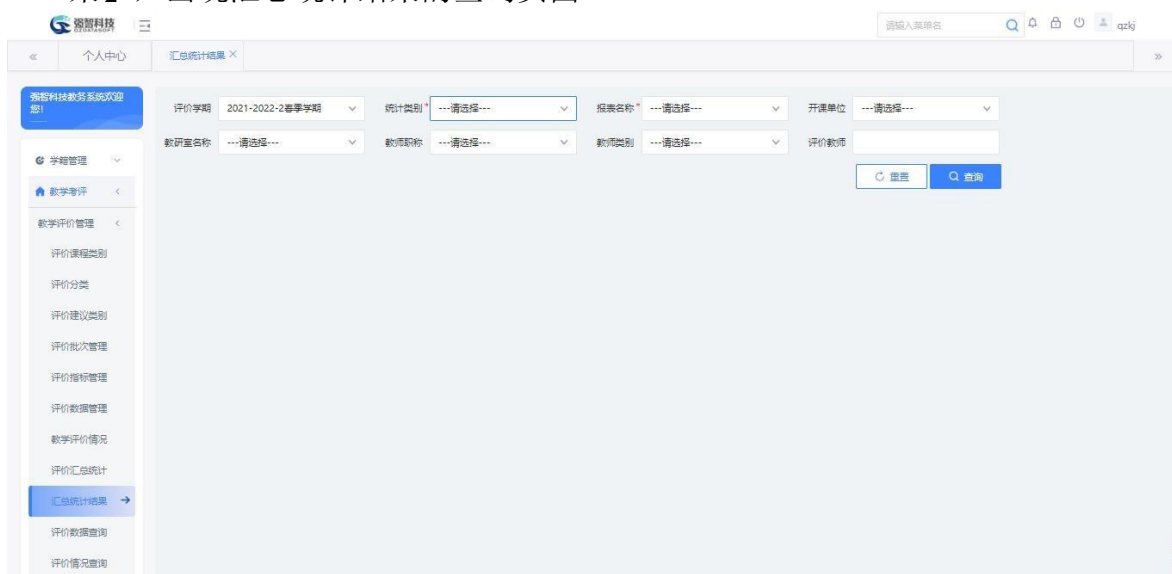 强智科技
QZDATASOFT
请输入菜单名
qzkj
个人中心
汇总统计结果
强智科技教务系统欢迎
您!
评价学期 2021-2022-2春季学期 统计类别* ---请选择--- 报表名称* ---请选择--- 开课单位 ---请选择---
教研室名称 ---请选择--- 教师职称 ---请选择--- 教师类别 ---请选择--- 评价教师
重置 查询
学籍管理
教学考评
教学评价管理
评价课程类别
评价分类
评价建议类别
评价批次管理
评价指标管理
评价数据管理
教学评价情况
评价汇总统计
汇总统计结果
评价数据查询
评价情况查询